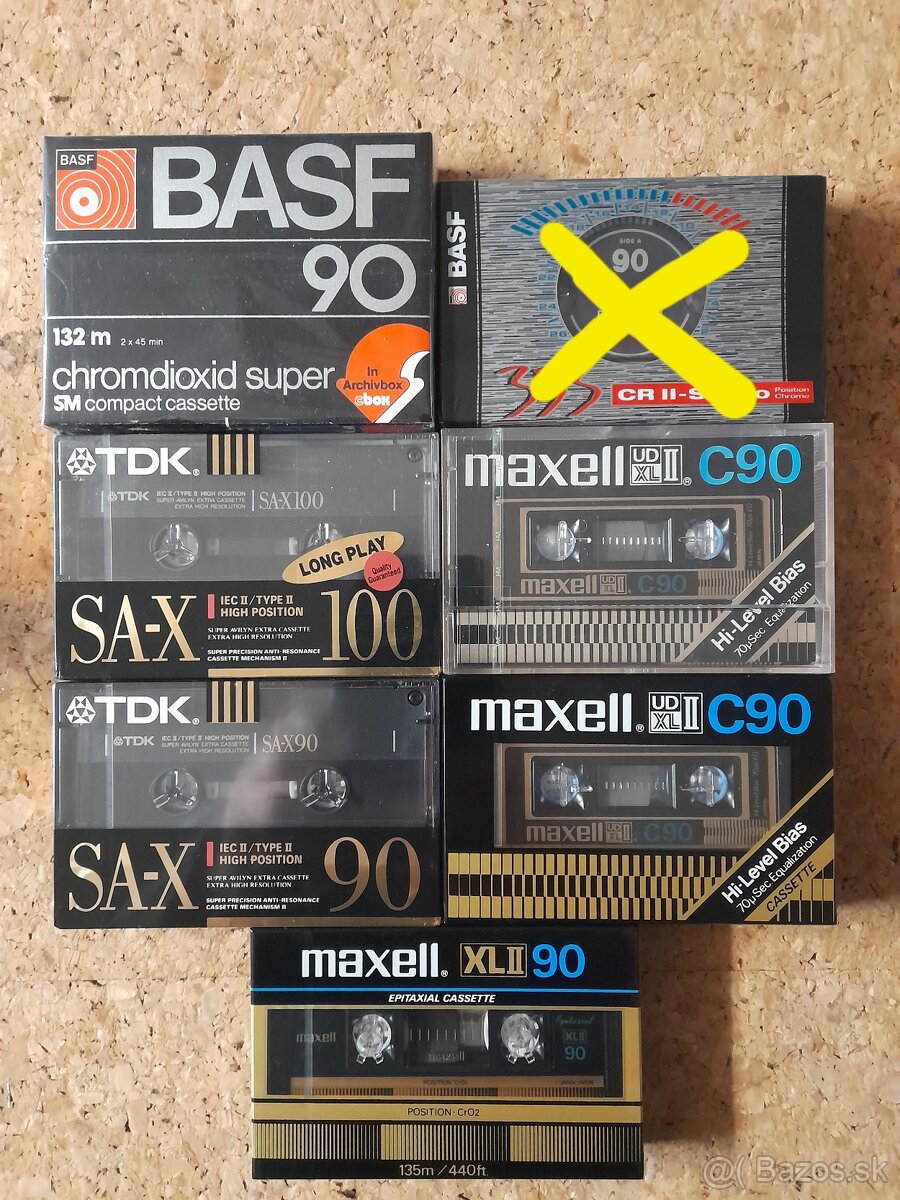 BASF
BASF
90
132 m 2 x 45 min
chromdioxid super
SM compact cassette
In
Archivbox
cbox
BASF
SIDE A
90
CR II-S
Position
Chrome
TDK®
TDK IEC II/TYPE II HIGH POSITION
SUPER AVILYN EXTRA CASSETTE
EXTRA HIGH RESOLUTION
SA-X100
LONG PLAY
Quality
Guaranteed
SA-X
IEC II/TYPE II
HIGH POSITION
100
SUPER AVILYN EXTRA CASSETTE
EXTRA HIGH RESOLUTION
SUPER PRECISION ANTI-RESONANCE
CASSETTE MECHANISM II
maxell UD XL II® C90
maxell UD XL II C90
Hi-Level Bias
70μSec Equalization
TDK®
TDK IEC II/TYPE II HIGH POSITION
SUPER AVILYN EXTRA CASSETTE
EXTRA HIGH RESOLUTION
SA-X90
SA-X
IEC II/TYPE II
HIGH POSITION
90
SUPER AVILYN EXTRA CASSETTE
EXTRA HIGH RESOLUTION
SUPER PRECISION ANTI-RESONANCE
CASSETTE MECHANISM II
maxell® UD XL II C90
maxell UD XL II C90
Hi-Level Bias
70μSec Equalization
CASSETTE
maxell® XLII 90
EPITAXIAL CASSETTE
maxell
maxell
Epitaxial
XLII
90
POSITION·CrO2
135m/440ft.
@( Bazos.sk